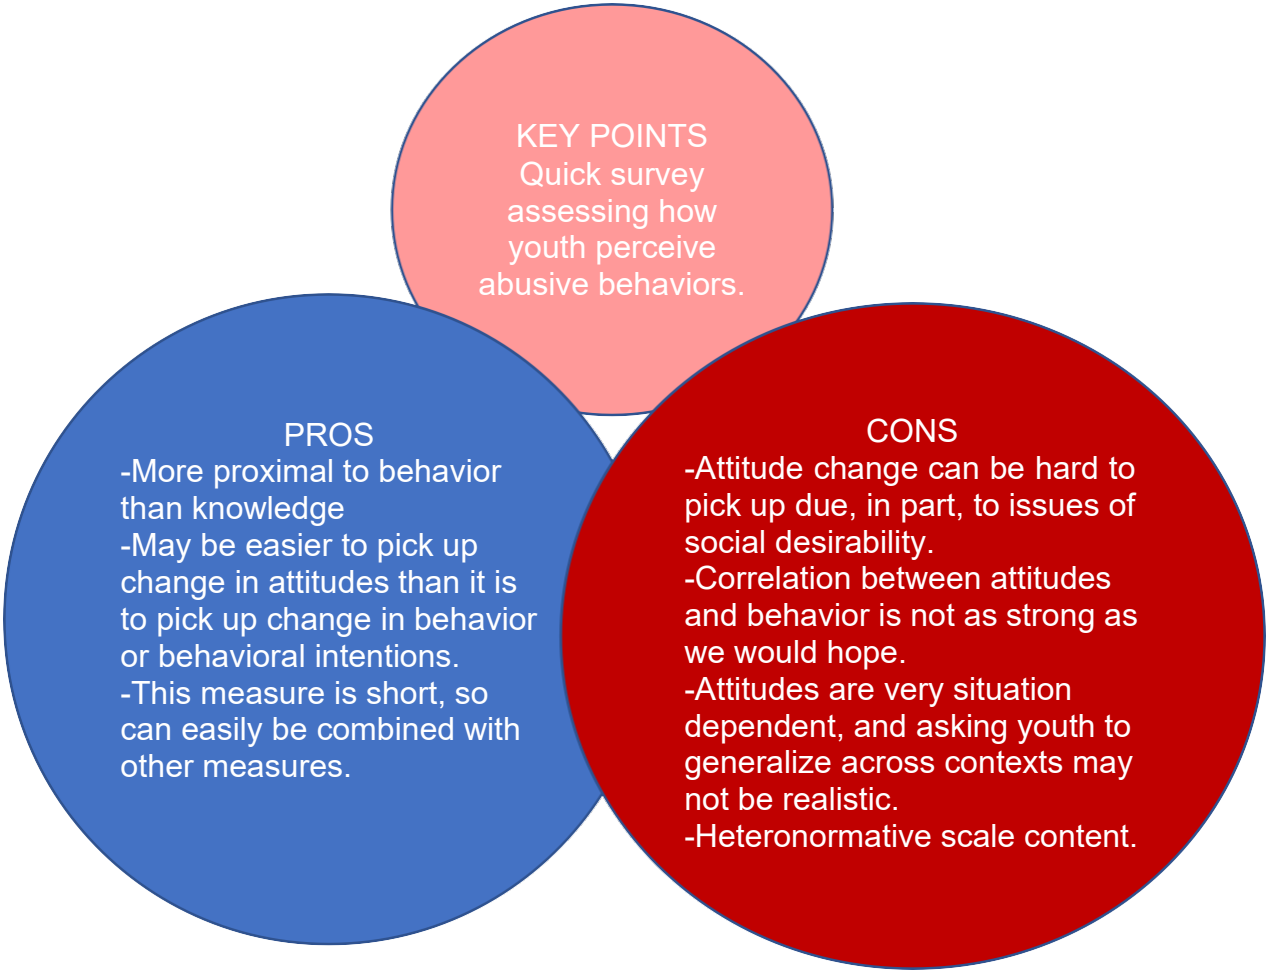 KEY POINTS
Quick survey
assessing how
youth perceive
abusive behaviors.
PROS
-More proximal to behavior
than knowledge
-May be easier to pick up
change in attitudes than it is
to pick up change in behavior
or behavioral intentions.
-This measure is short, so
can easily be combined with
other measures.
CONS
-Attitude change can be hard to
pick up due, in part, to issues of
social desirability.
-Correlation between attitudes
and behavior is not as strong as
we would hope.
-Attitudes are very situation
dependent, and asking youth to
generalize across contexts may
not be realistic.
-Heteronormative scale content.